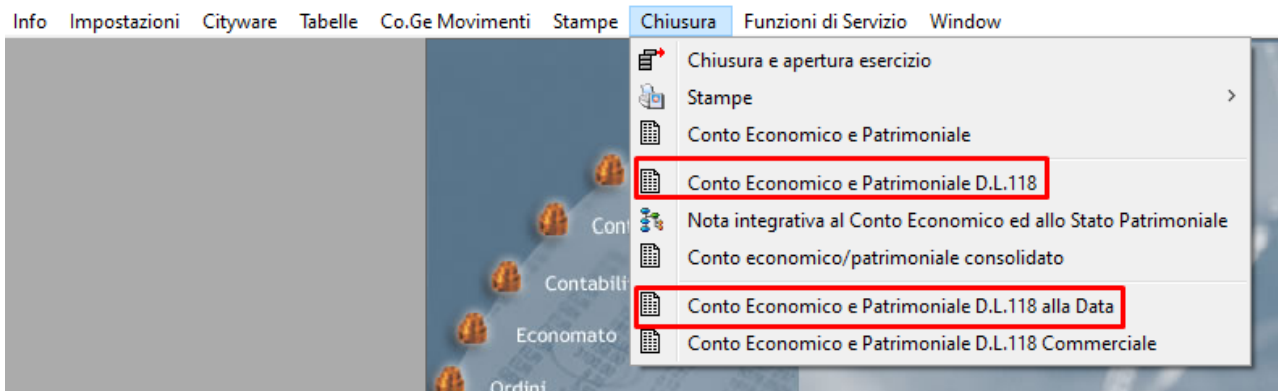 Info Impostazioni Cityware Tabelle Co.Ge Movimenti Stampe Chiusura Funzioni di Servizio Window
Chiusura e apertura esercizio
Stampe
Conto Economico e Patrimoniale
Conto Economico e Patrimoniale D.L.118
Nota integrativa al Conto Economico ed allo Stato Patrimoniale
Conto economico/patrimoniale consolidato
Conto Economico e Patrimoniale D.L.118 alla Data
Conto Economico e Patrimoniale D.L.118 Commerciale
Cont
Contabili
Economato
Ordini